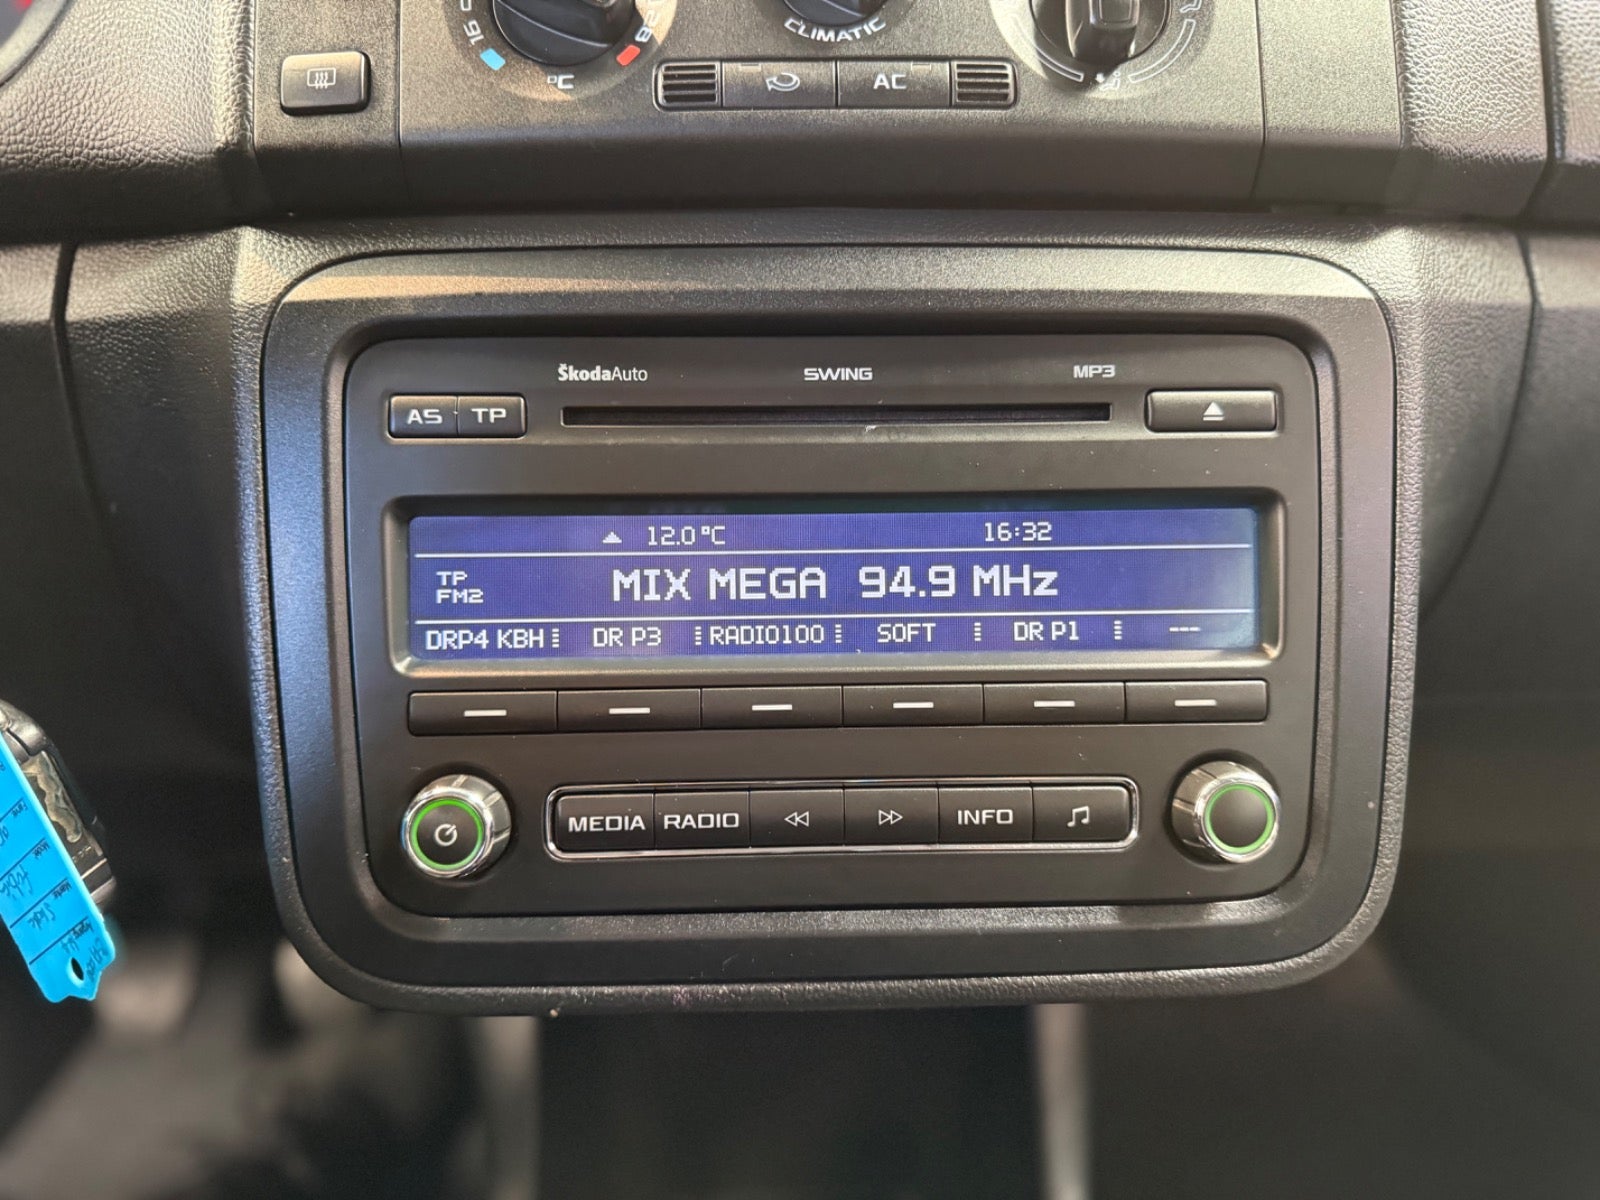 16
28
CLIMATIC
°C
AC
ŠkodaAuto SWING MP3
AS TP
12.0 °C 16:32
TP
FM2
MIX MEGA 94.9 MHz
DRP4 KBH DR P3 RADIO100 SOFT DR P1 ---
MEDIA RADIO INFO